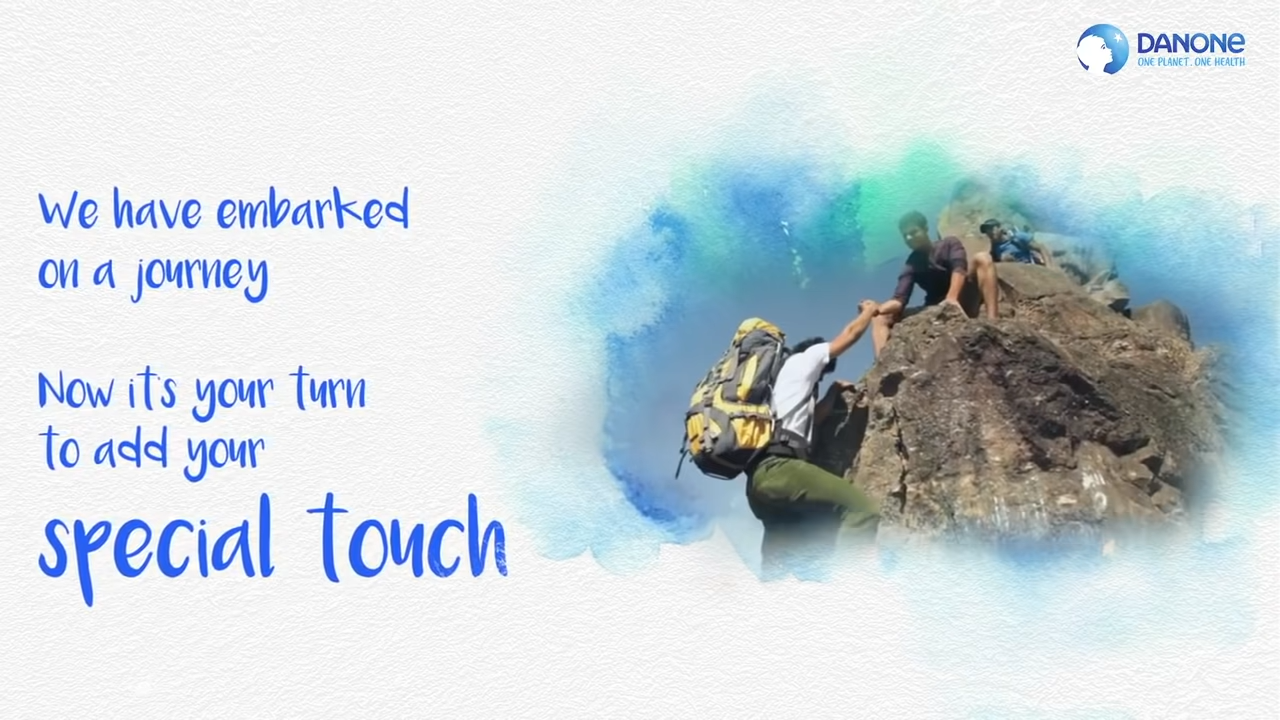 DANONE
ONE PLANET. ONE HEALTH
We have embarked
on a journey
Now it's your turn
to add your
special touch